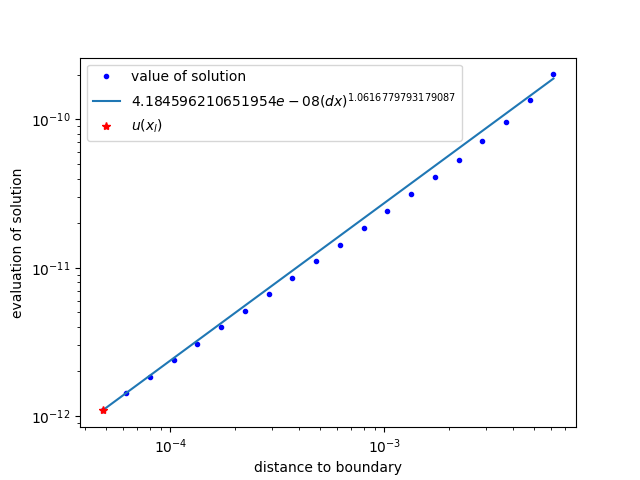 value of solution
4.184596210651954e − 08(dx)^1.0616779793179087
u(x_l)
10^−10
10^−11
10^−12
evaluation of solution
10^−4
10^−3
distance to boundary